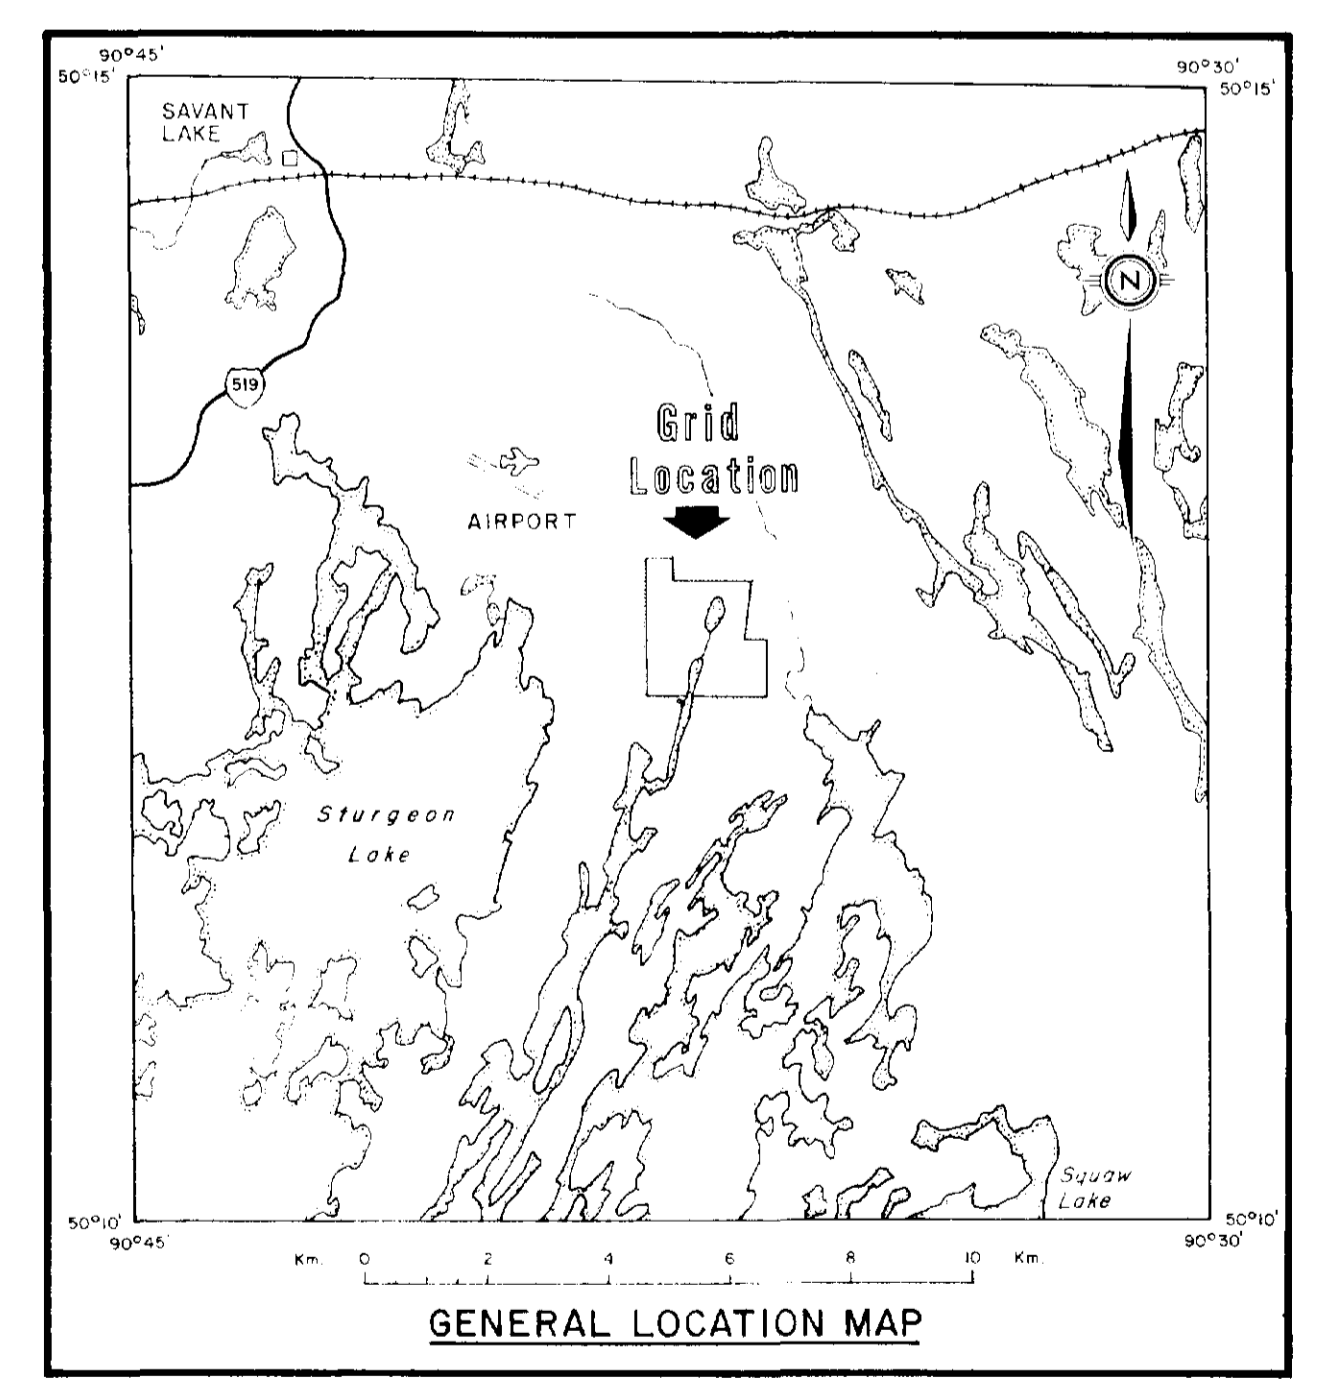 90°45'
90°30'
50°15'
50°15'
SAVANT
LAKE
N
519
Grid
Location
AIRPORT
Sturgeon
Lake
Squaw
Lake
50°10'
50°10'
90°45'
90°30'
Km. 0 2 4 6 8 10 Km.
GENERAL LOCATION MAP